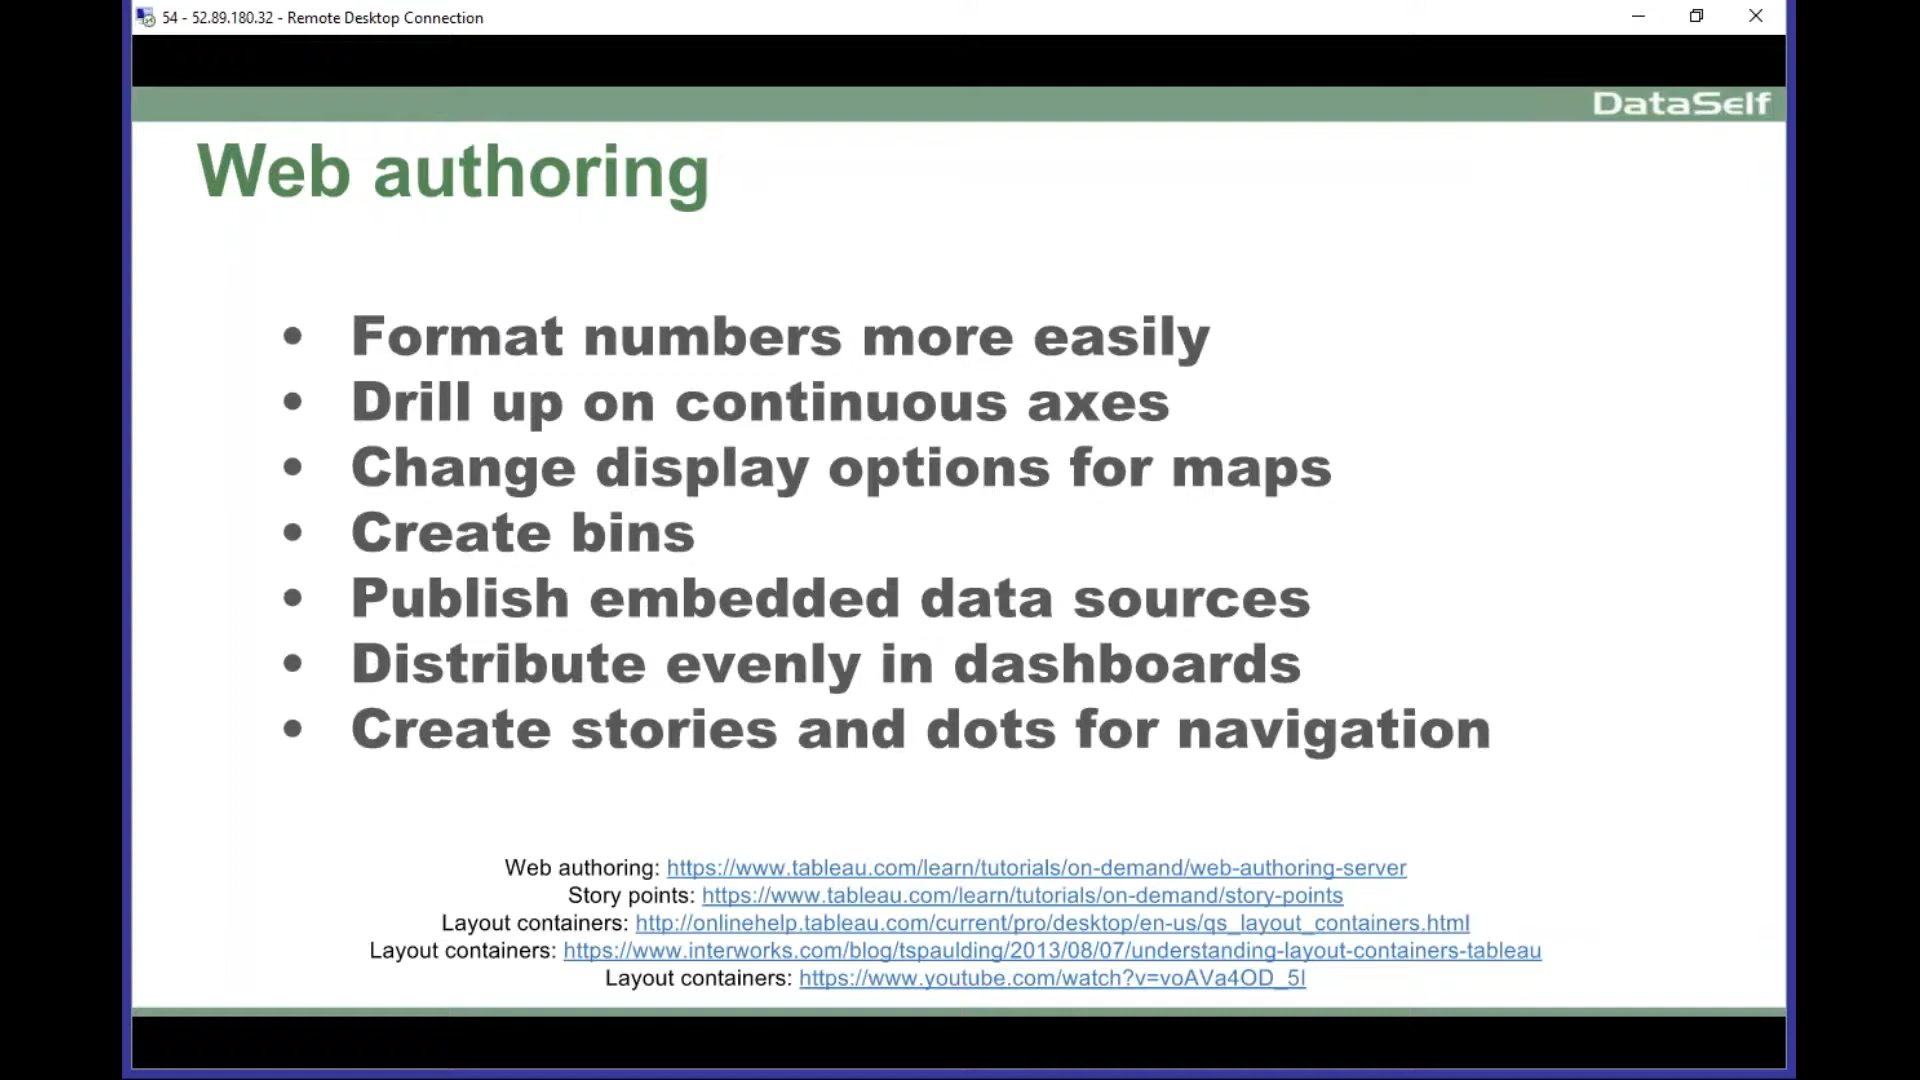 54 - 52.89.180.32 - Remote Desktop Connection
DataSelf
Web authoring
• Format numbers more easily
• Drill up on continuous axes
• Change display options for maps
• Create bins
• Publish embedded data sources
• Distribute evenly in dashboards
• Create stories and dots for navigation
Web authoring: https://www.tableau.com/learn/tutorials/on-demand/web-authoring-server
Story points: https://www.tableau.com/learn/tutorials/on-demand/story-points
Layout containers: http://onlinehelp.tableau.com/current/pro/desktop/en-us/qs_layout_containers.html
Layout containers: https://www.interworks.com/blog/tspaulding/2013/08/07/understanding-layout-containers-tableau
Layout containers: https://www.youtube.com/watch?v=voAVa4OD_5I